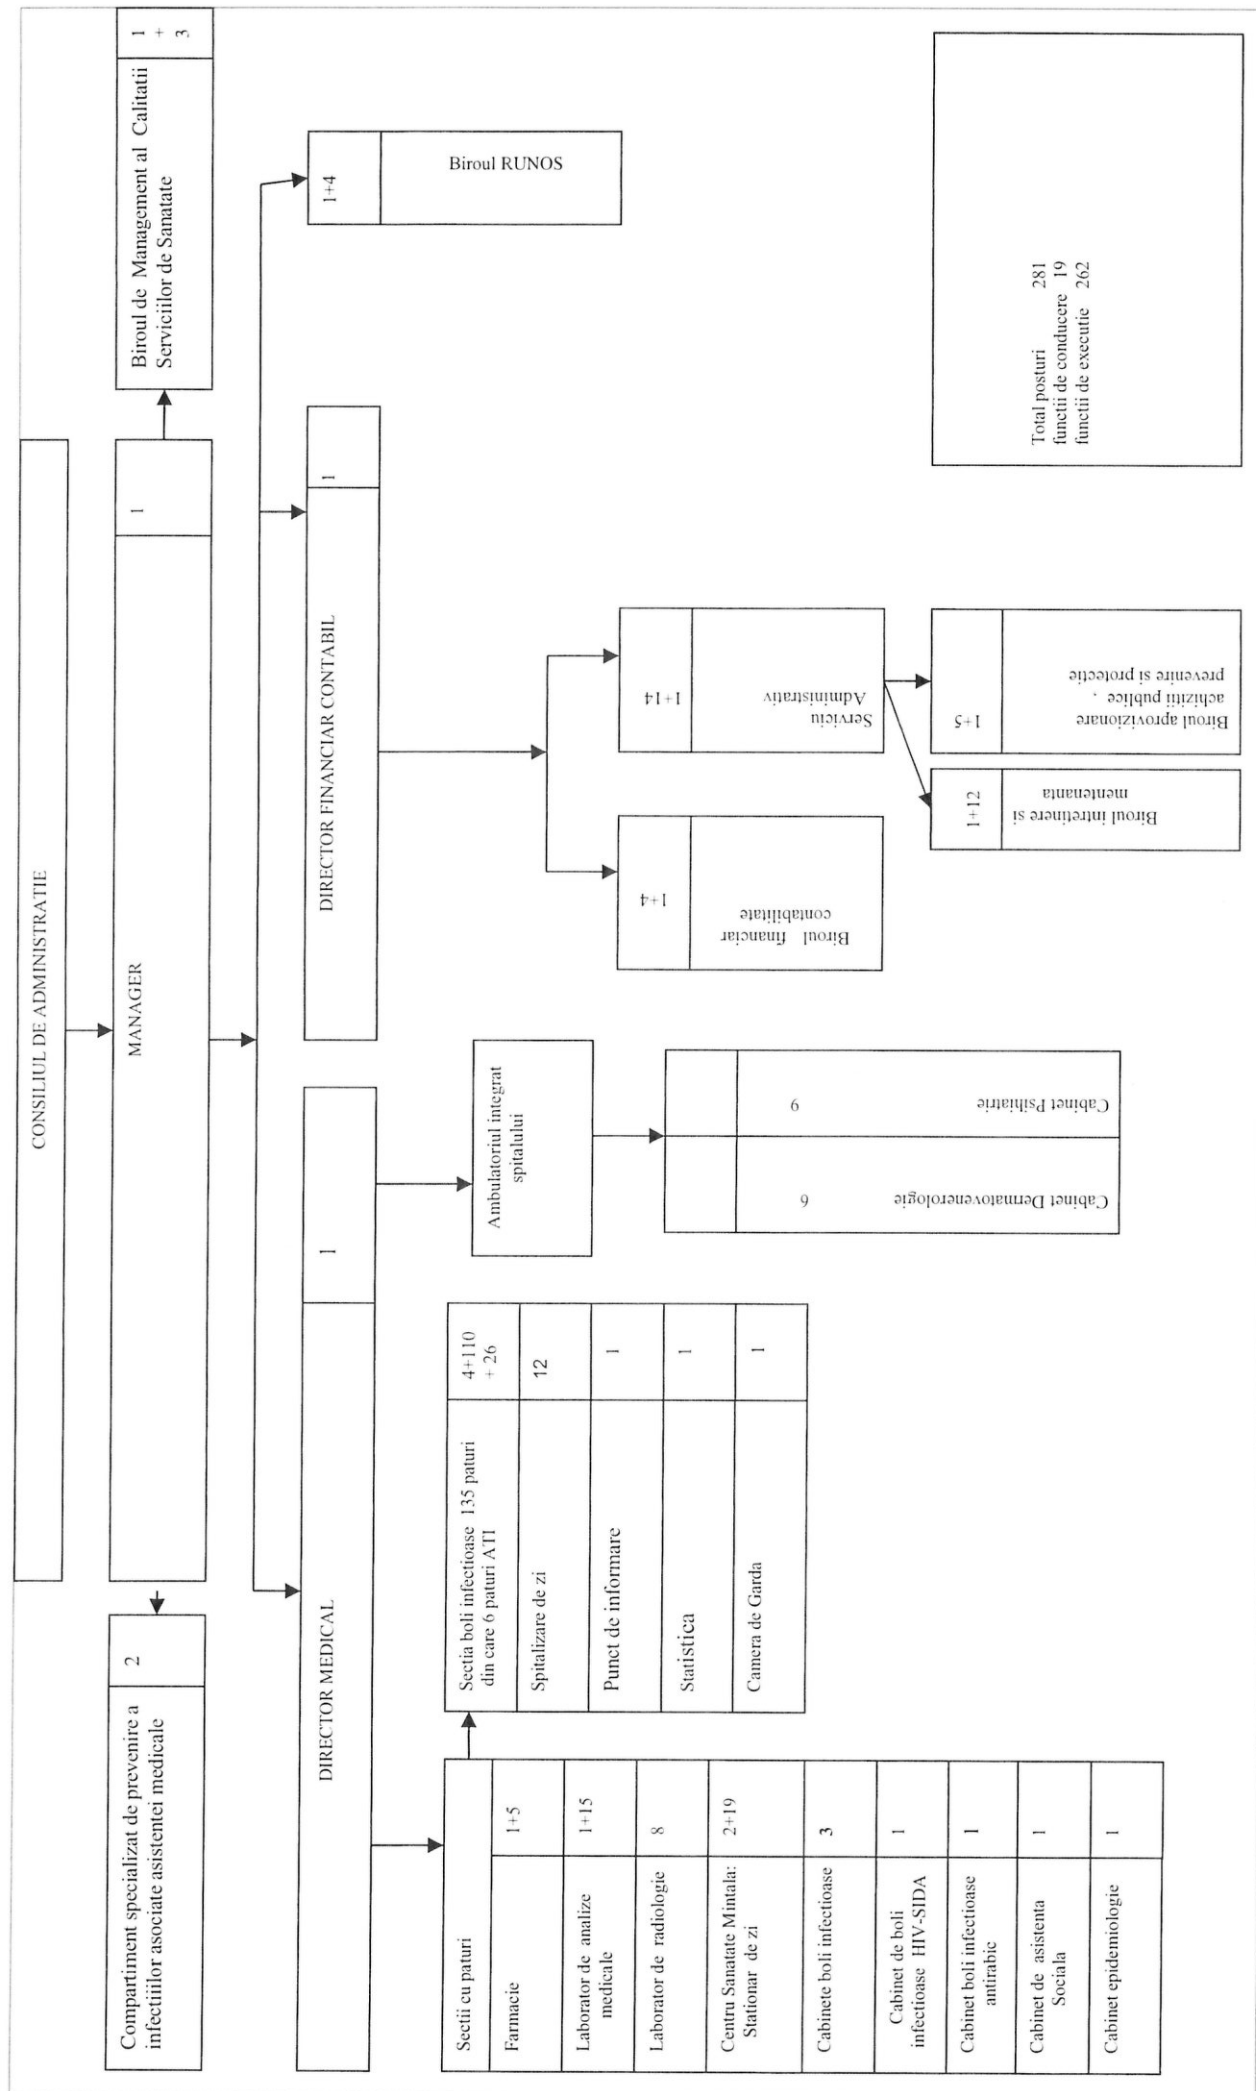 CONSILIUL DE ADMINISTRATIE
Compartiment specializat de prevenire a
infectiilor asociate asistentei medicale
2
MANAGER
1
Biroul de Management al Calitatii
Serviciilor de Sanatate
1
+
3
DIRECTOR MEDICAL
1
DIRECTOR FINANCIAR CONTABIL
1
1+4
Biroul RUNOS
Sectii cu paturi
Farmacie 1+5
Laborator de analize
medicale
1+15
Laborator de radiologie 8
Centru Sanatate Mintala:
Stationar de zi
2+19
Cabinete boli infectioase 3
Cabinet de boli
infectioase HIV-SIDA
1
Cabinet boli infectioase
antirabic
1
Cabinet de asistenta
Sociala
1
Cabinet epidemiologie 1
Sectia boli infectioase 135 paturi
din care 6 paturi ATI
4+110
+ 26
Spitalizare de zi 12
Punct de informare 1
Statistica 1
Camera de Garda 1
Ambulatoriul integrat
spitalului
Cabinet Dermatovenerologie 6
Cabinet Psihiatrie 9
1+4
Biroul financiar
contabilitate
1+14
Serviciu
Administrativ
1+12
Biroul intretinere si
mentenanta
1+5
Biroul aprovizionare
achizitii publice ,
prevenire si protectie
Total posturi 281
functii de conducere 19
functii de executie 262